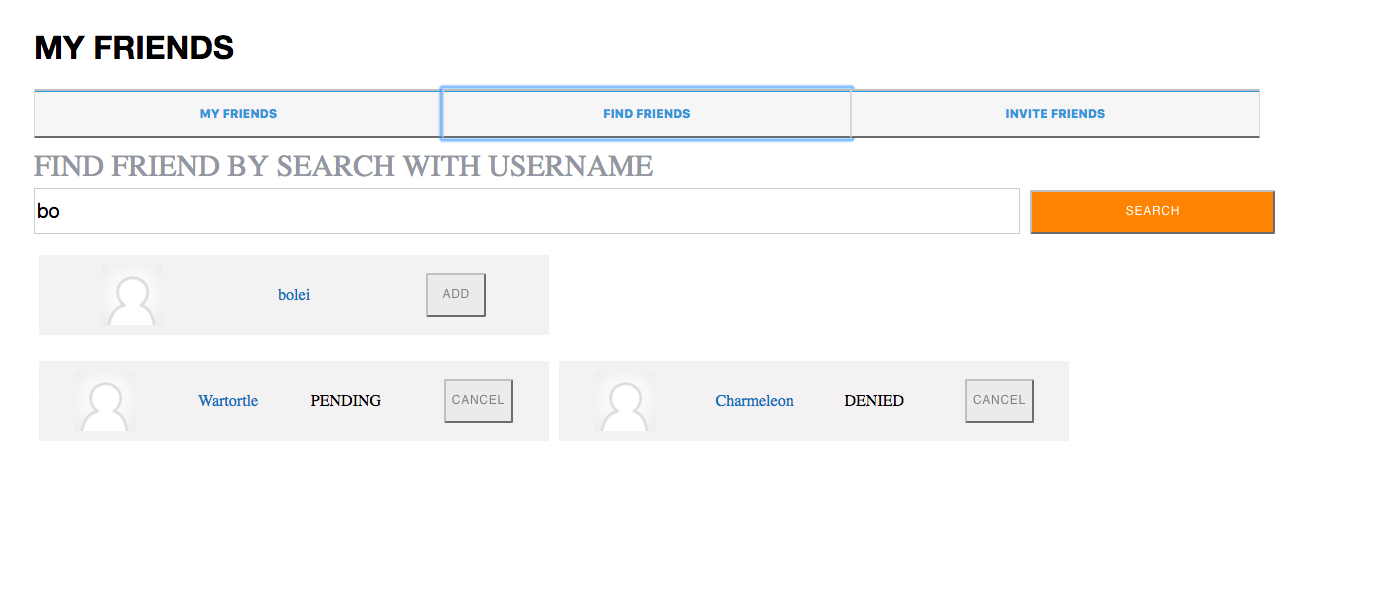 MY FRIENDS
MY FRIENDS FIND FRIENDS INVITE FRIENDS
FIND FRIEND BY SEARCH WITH USERNAME
bo SEARCH
bolei ADD
Wartortle PENDING CANCEL Charmeleon DENIED CANCEL